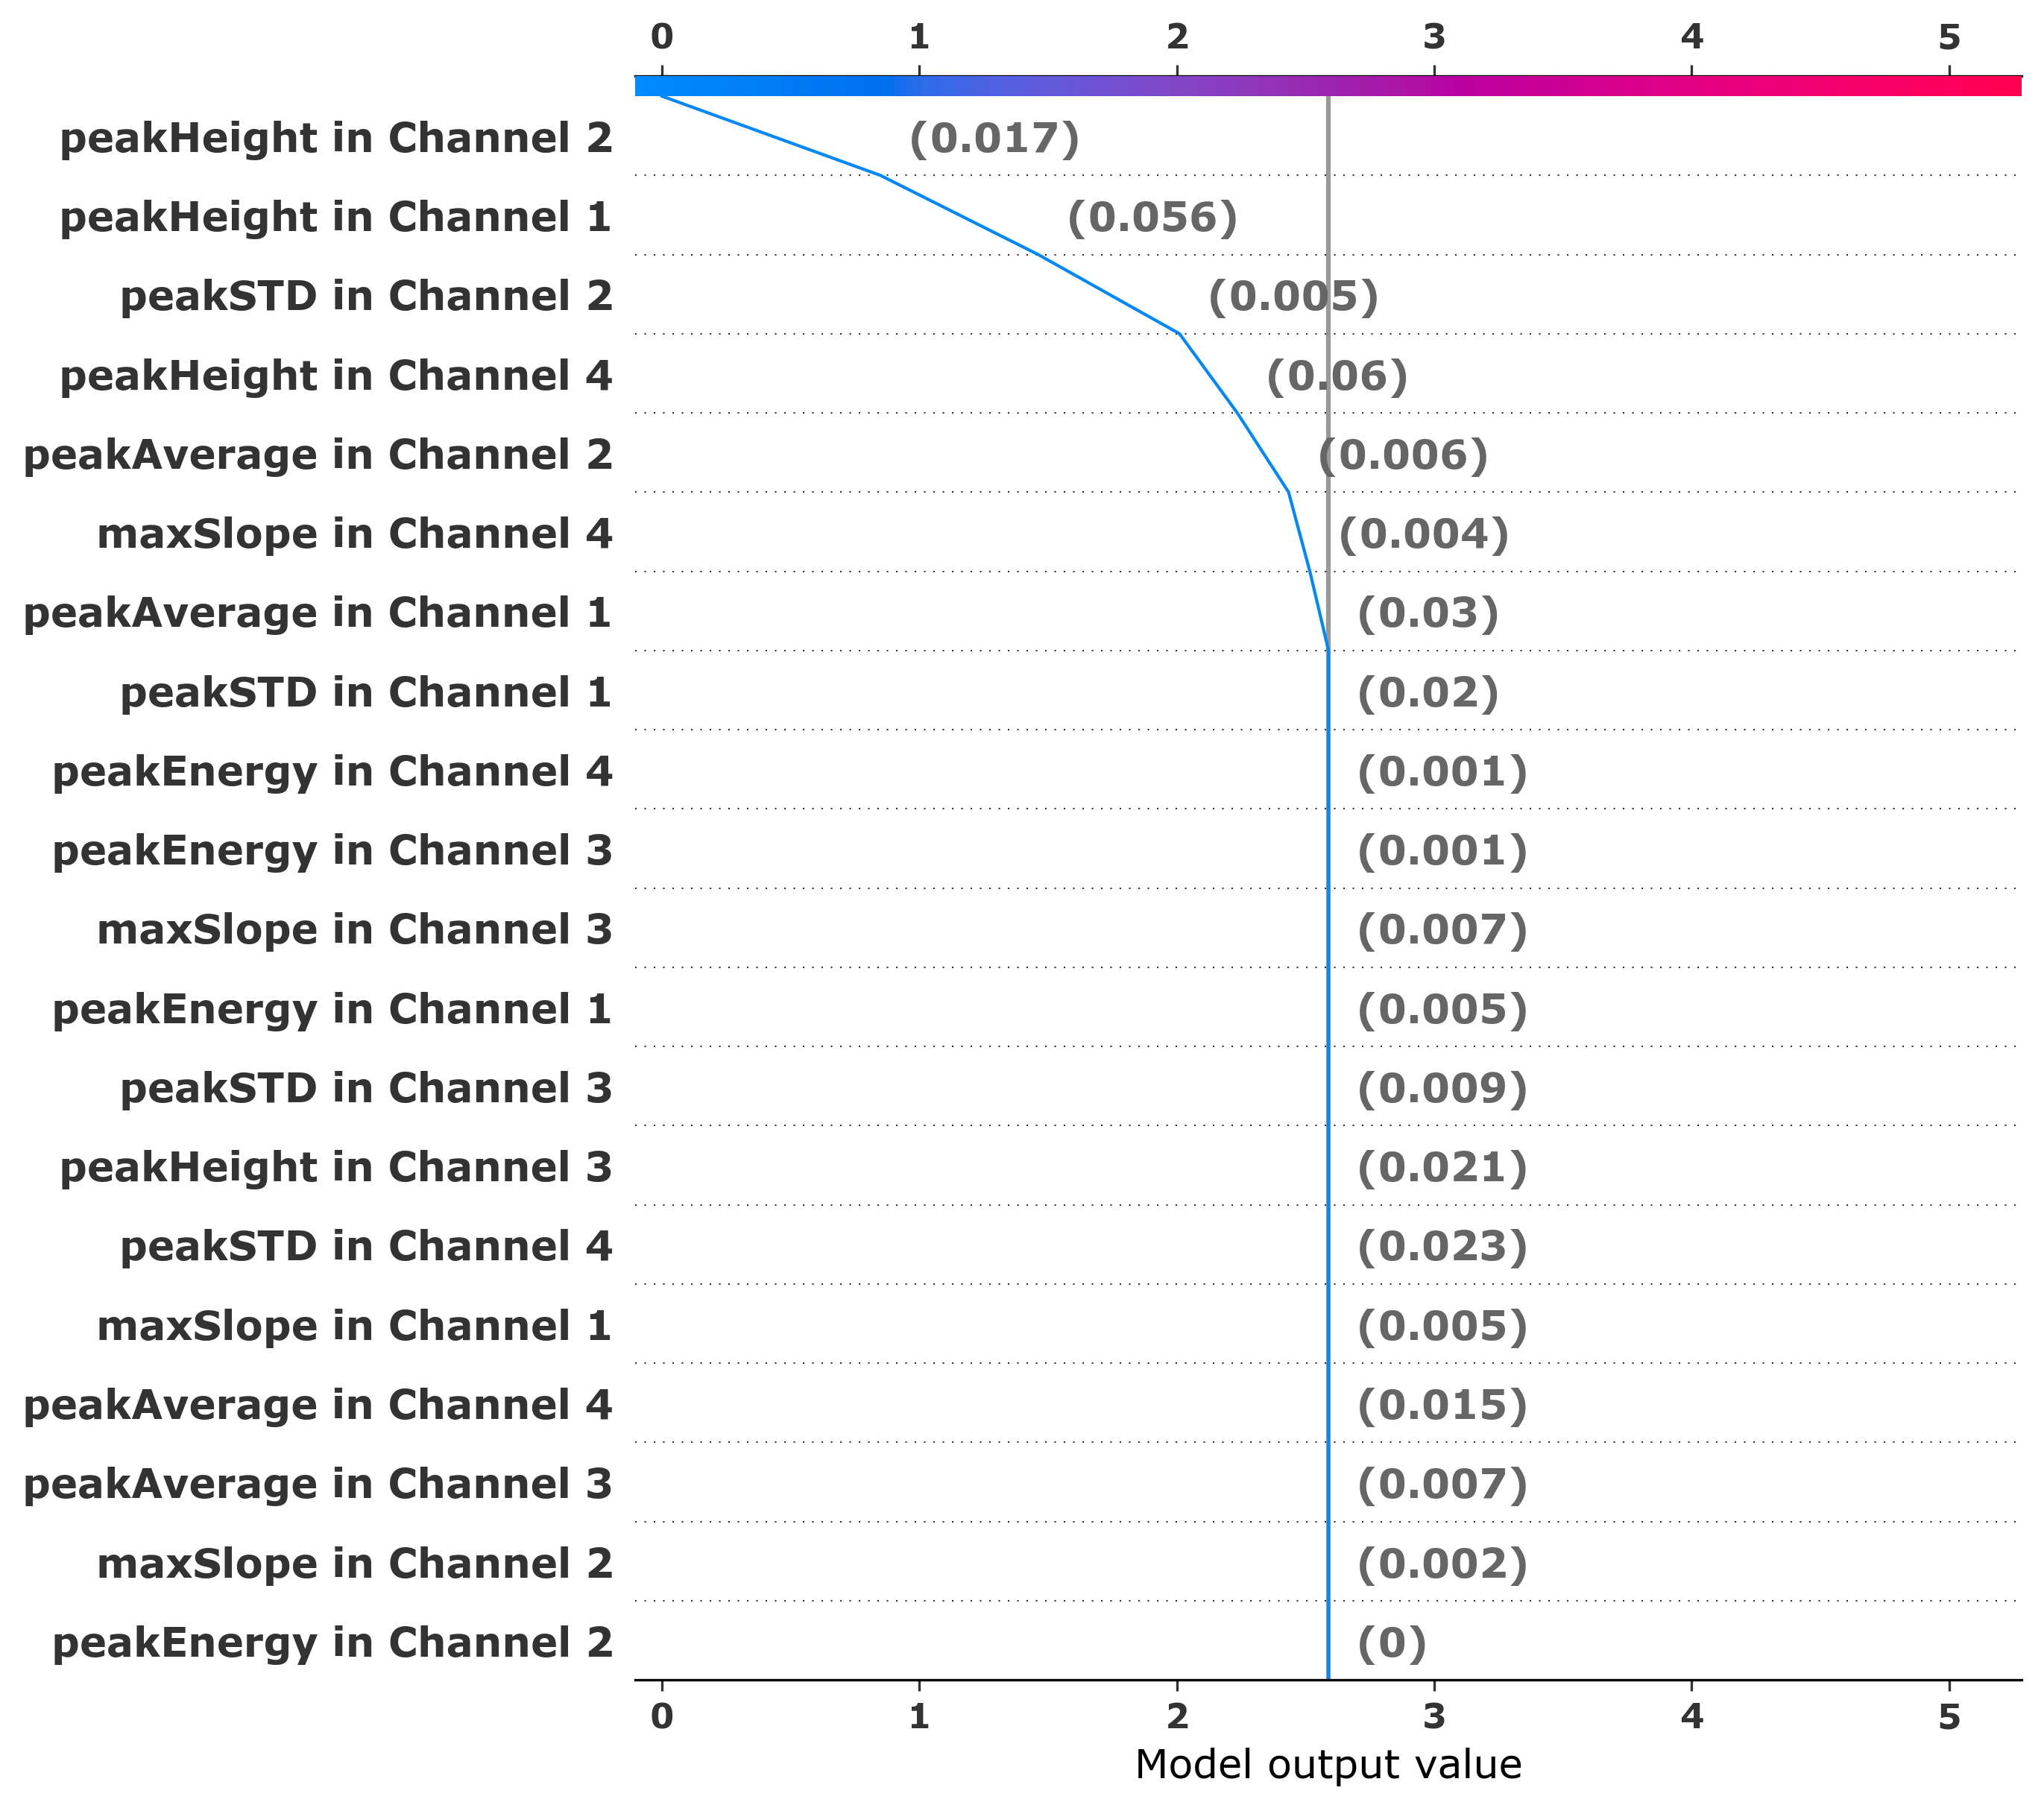 0 1 2 3 4 5
peakHeight in Channel 2 (0.017)
peakHeight in Channel 1 (0.056)
peakSTD in Channel 2 (0.005)
peakHeight in Channel 4 (0.06)
peakAverage in Channel 2 (0.006)
maxSlope in Channel 4 (0.004)
peakAverage in Channel 1 (0.03)
peakSTD in Channel 1 (0.02)
peakEnergy in Channel 4 (0.001)
peakEnergy in Channel 3 (0.001)
maxSlope in Channel 3 (0.007)
peakEnergy in Channel 1 (0.005)
peakSTD in Channel 3 (0.009)
peakHeight in Channel 3 (0.021)
peakSTD in Channel 4 (0.023)
maxSlope in Channel 1 (0.005)
peakAverage in Channel 4 (0.015)
peakAverage in Channel 3 (0.007)
maxSlope in Channel 2 (0.002)
peakEnergy in Channel 2 (0)
0 1 2 3 4 5
Model output value